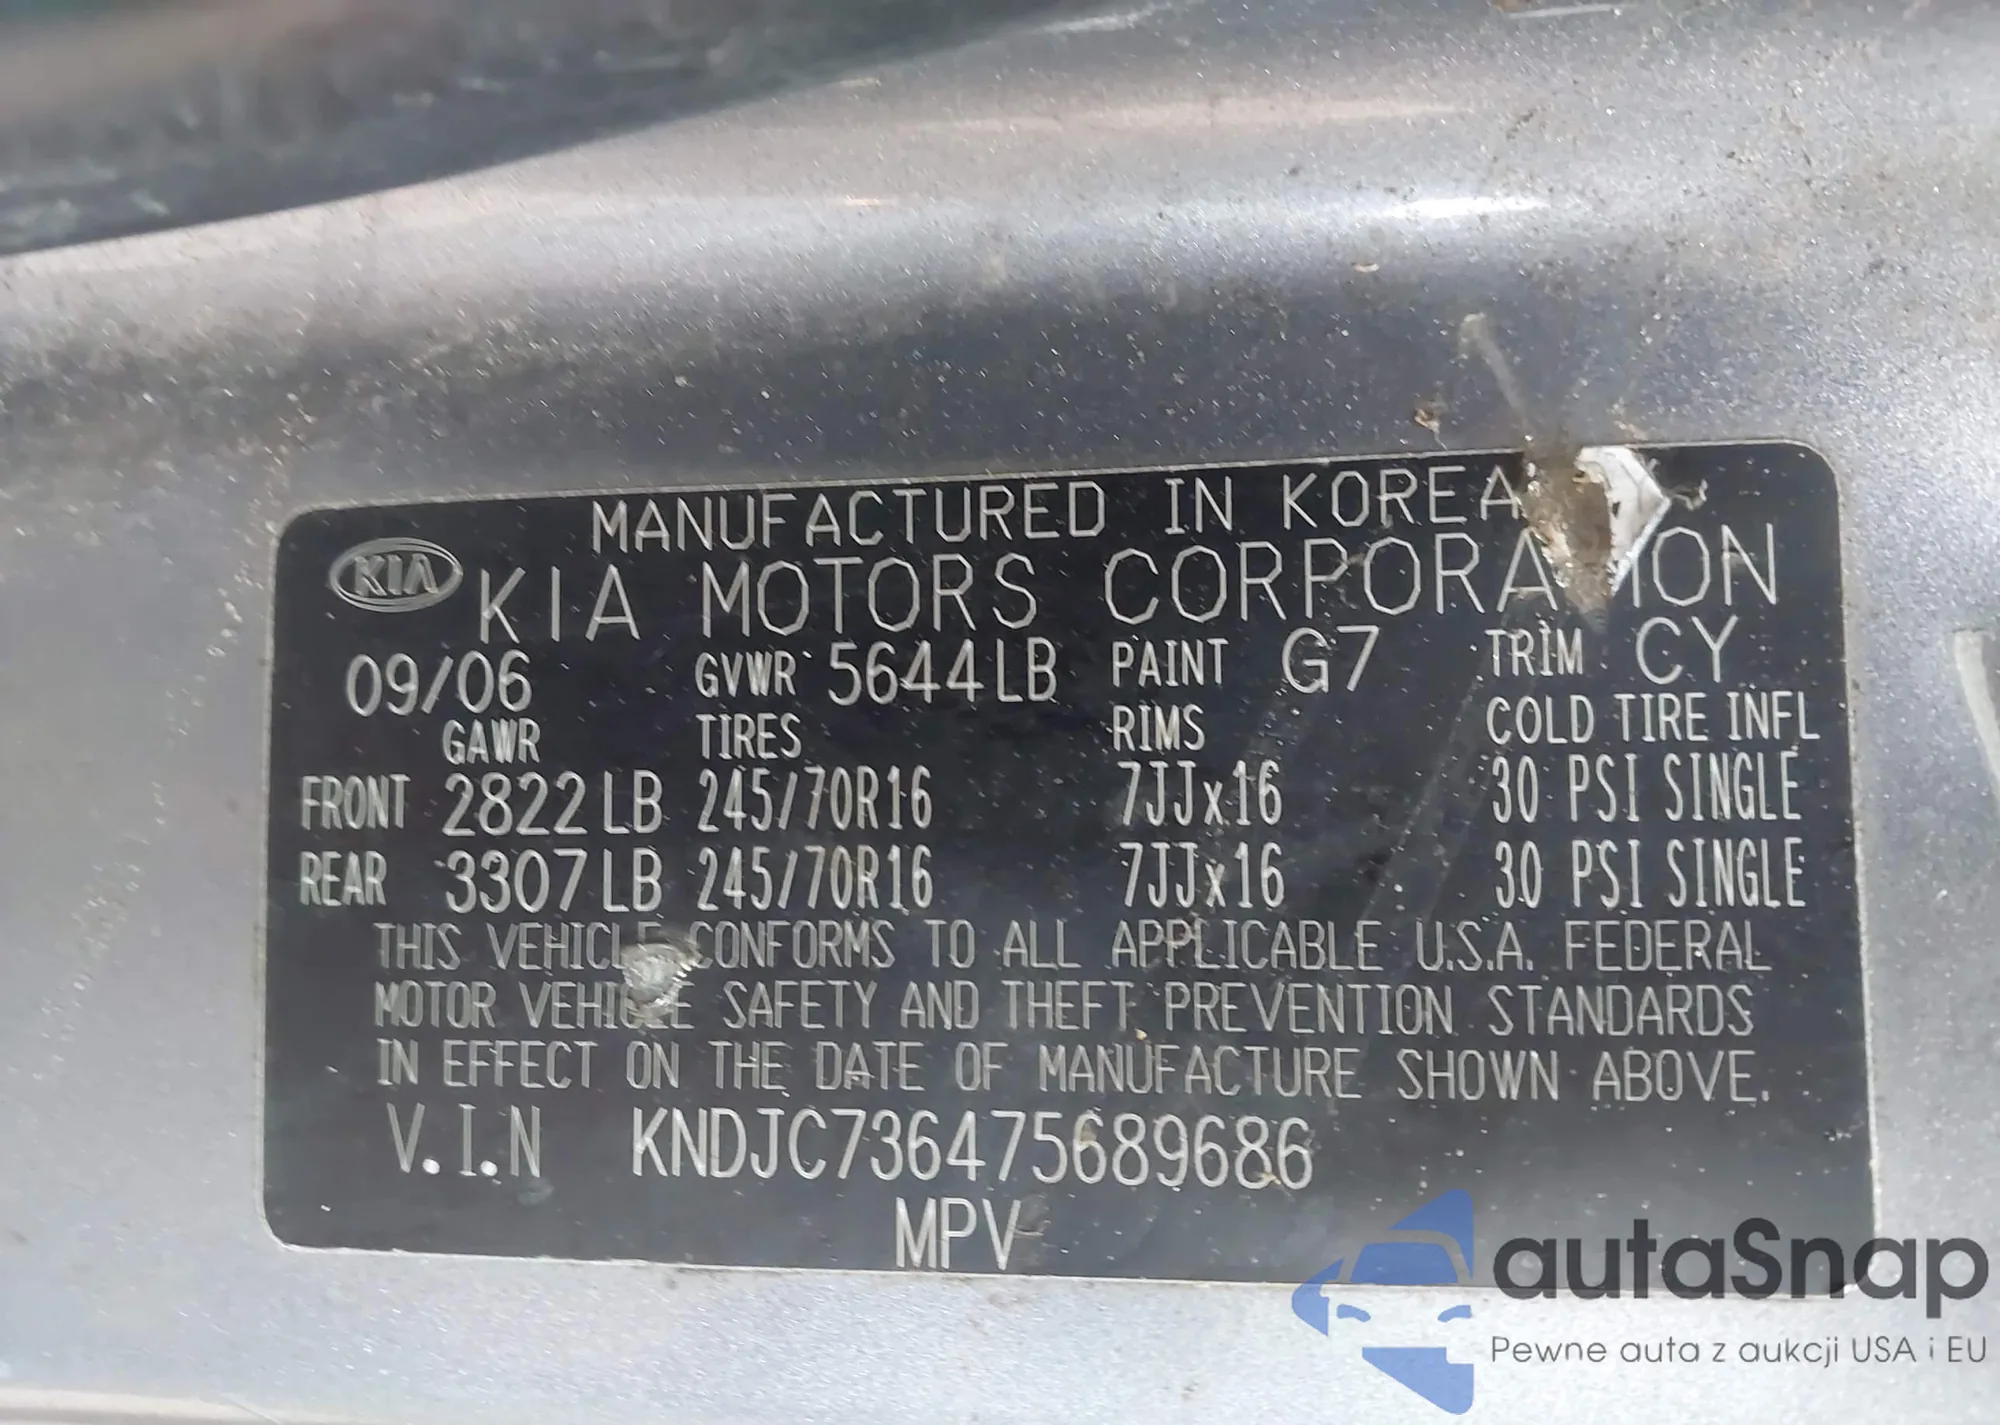 MANUFACTURED IN KOREA
KIA KIA MOTORS CORPORATION
09/06 GVWR 5644LB PAINT G7 TRIM CY
GAWR TIRES RIMS COLD TIRE INFL
FRONT 2822LB 245/70R16 7JJx16 30 PSI SINGLE
REAR 3307LB 245/70R16 7JJx16 30 PSI SINGLE
THIS VEHICLE CONFORMS TO ALL APPLICABLE U.S.A. FEDERAL
MOTOR VEHICLE SAFETY AND THEFT PREVENTION STANDARDS
IN EFFECT ON THE DATE OF MANUFACTURE SHOWN ABOVE.
V.I.N KNDJC736475689686
MPV
autaSnap
Pewne auta z aukcji USA i EU